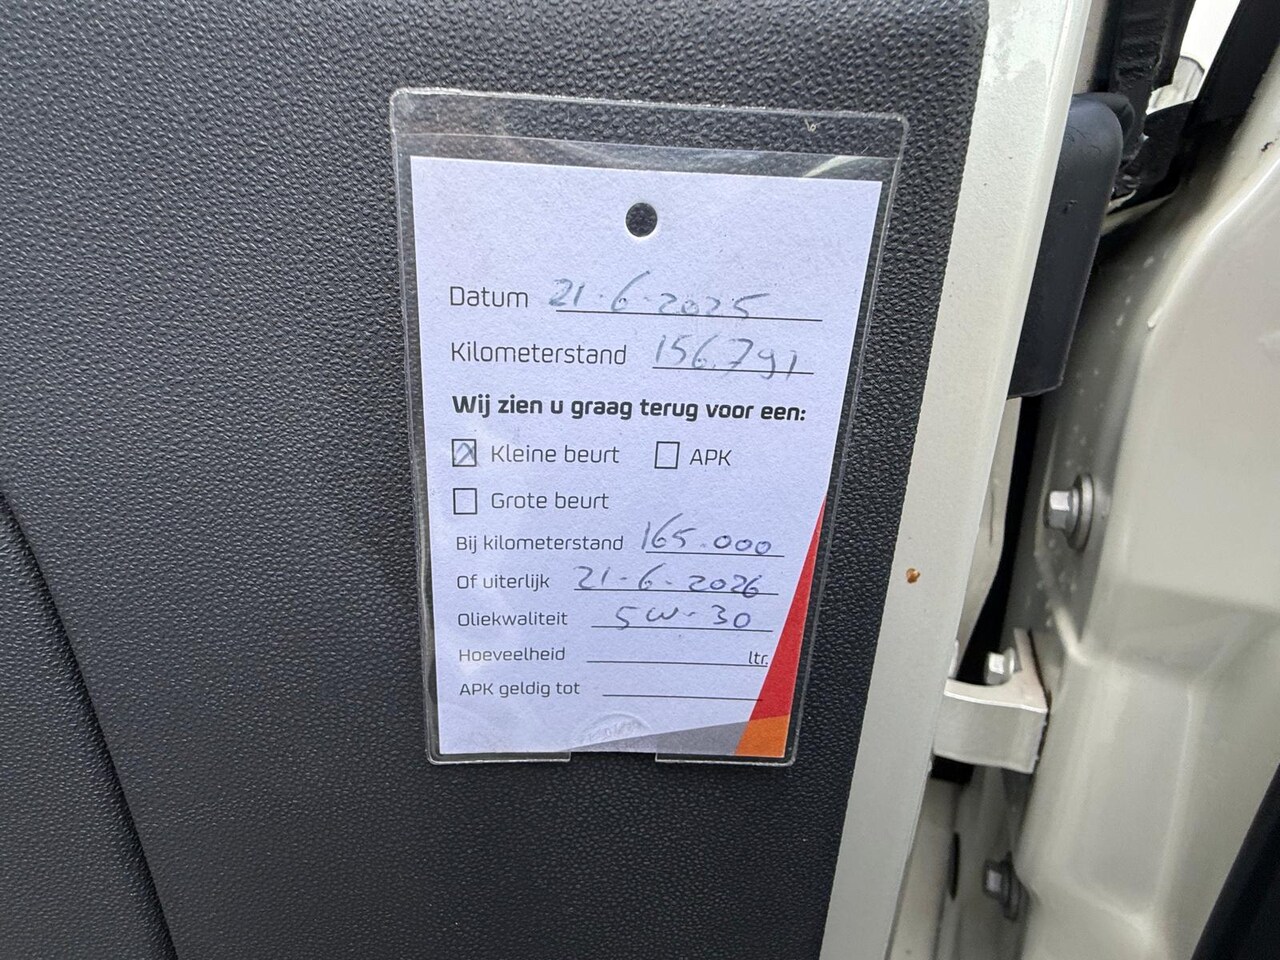 Datum 21-6-2025
Kilometerstand 156.791
Wij zien u graag terug voor een:
Kleine beurt APK
Grote beurt
Bij kilometerstand 165.000
Of uiterlijk 21-6-2026
Oliekwaliteit 5W-30
Hoeveelheid ltr.
APK geldig tot